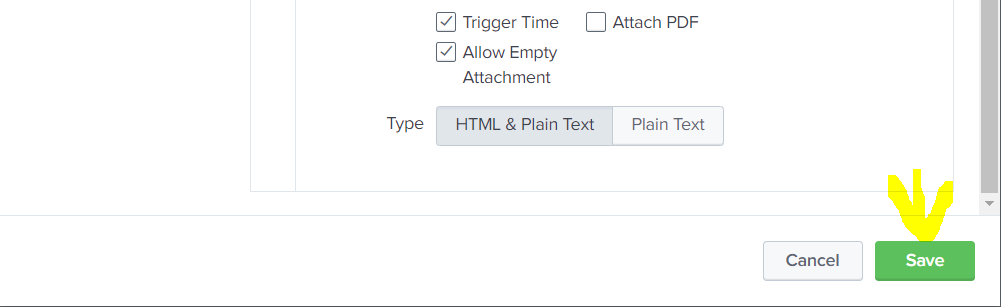 Trigger Time Attach PDF
Allow Empty
Attachment
Type HTML & Plain Text Plain Text
Cancel Save